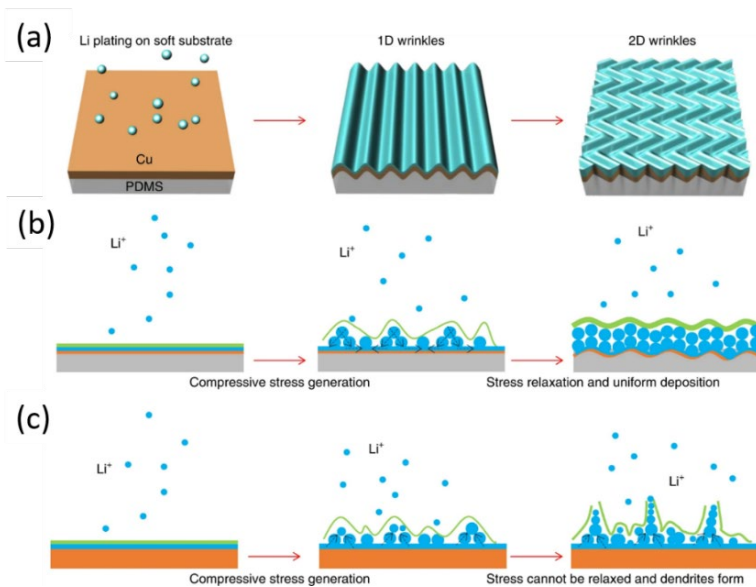 (a)
Li plating on soft substrate
1D wrinkles
2D wrinkles
Cu
PDMS
(b)
Li⁺
Li⁺
Li⁺
Compressive stress generation
Stress relaxation and uniform deposition
(c)
Li⁺
Li⁺
Li⁺
Compressive stress generation
Stress cannot be relaxed and dendrites form